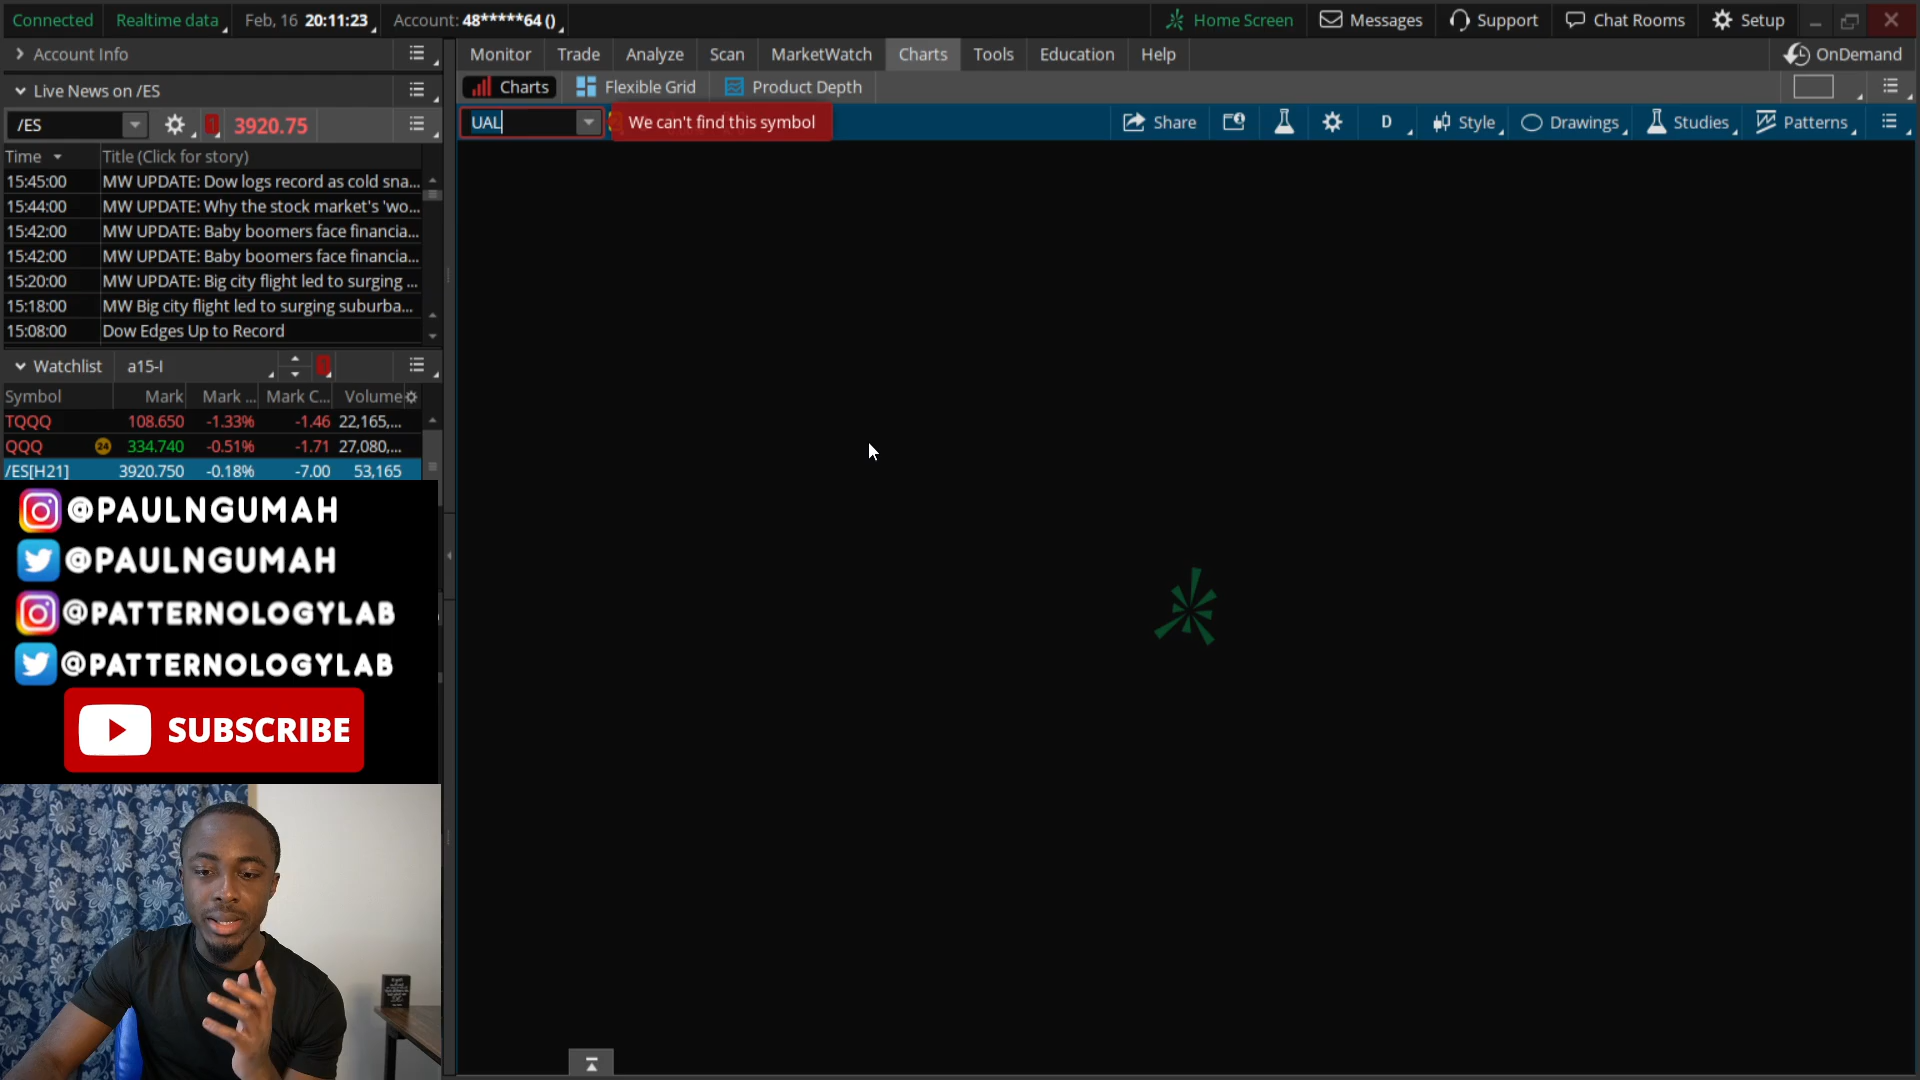 Connected Realtime data Feb, 16 20:11:23 Account: 48*****64 () Home Screen Messages Support Chat Rooms Setup
Account Info
Monitor Trade Analyze Scan MarketWatch Charts Tools Education Help OnDemand
Live News on /ES
Charts Flexible Grid Product Depth
/ES 3920.75
UAL We can't find this symbol Share D Style Drawings Studies Patterns
Time Title (Click for story)
15:45:00 MW UPDATE: Dow logs record as cold sna...
15:44:00 MW UPDATE: Why the stock market's 'wo...
15:42:00 MW UPDATE: Baby boomers face financia...
15:42:00 MW UPDATE: Baby boomers face financia...
15:20:00 MW UPDATE: Big city flight led to surging ...
15:18:00 MW Big city flight led to surging suburba...
15:08:00 Dow Edges Up to Record
Watchlist a15-I
Symbol Mark Mark ... Mark C... Volume
TQQQ 108.650 -1.33% -1.46 22,165,...
QQQ 24 334.740 -0.51% -1.71 27,080,...
/ES[H21] 3920.750 -0.18% -7.00 53,165
@PAULNGUMAH
@PAULNGUMAH
@PATTERNOLOGYLAB
@PATTERNOLOGYLAB
SUBSCRIBE